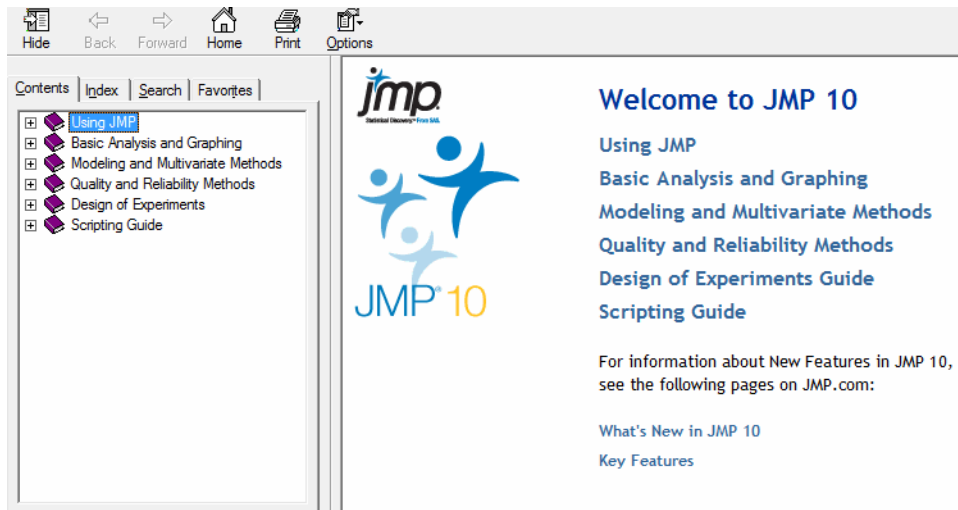 Hide Back Forward Home Print Options
Contents Index Search Favorites
Using JMP
Basic Analysis and Graphing
Modeling and Multivariate Methods
Quality and Reliability Methods
Design of Experiments
Scripting Guide
jmp
Statistical Discovery™ From SAS.
JMP® 10
Welcome to JMP 10
Using JMP
Basic Analysis and Graphing
Modeling and Multivariate Methods
Quality and Reliability Methods
Design of Experiments Guide
Scripting Guide
For information about New Features in JMP 10,
see the following pages on JMP.com:
What's New in JMP 10
Key Features